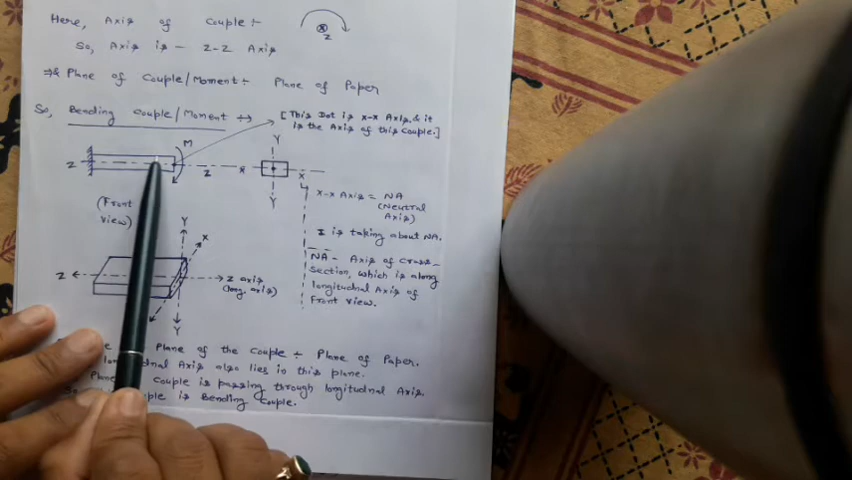 Here, Axis of Couple :-
Z
So, Axis is - Z-Z Axis
⇒ & Plane of Couple/Moment :- Plane of Paper
So, Bending Couple/Moment ↔
[This Dot is x-x Axis, & it
is the Axis of this Couple.]
M
Y
Z
Z
X
X
Y
(Front
view)
X-X Axis = NA
(Neutral
Axis)
I is taking about NA.
NA - Axis of cross-
Section, which is along
longitudnal Axis of
Front view.
Y
X
Z
Z axis
(long. axis)
Y
Plane of the Couple :- Plane of Paper.
Axis also lies in this plane.
Couple is passing through longitudnal Axis.
is Bending Couple.